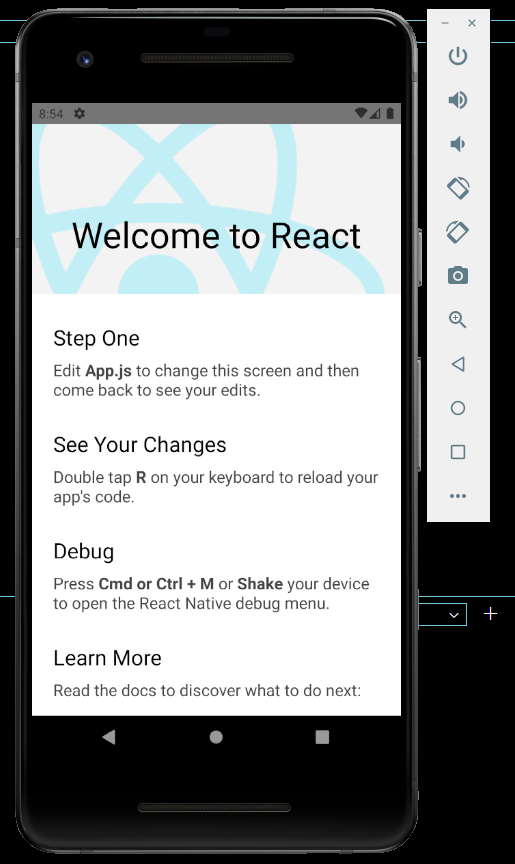 8:54
Welcome to React
Step One
Edit App.js to change this screen and then
come back to see your edits.
See Your Changes
Double tap R on your keyboard to reload your
app's code.
Debug
Press Cmd or Ctrl + M or Shake your device
to open the React Native debug menu.
Learn More
Read the docs to discover what to do next: